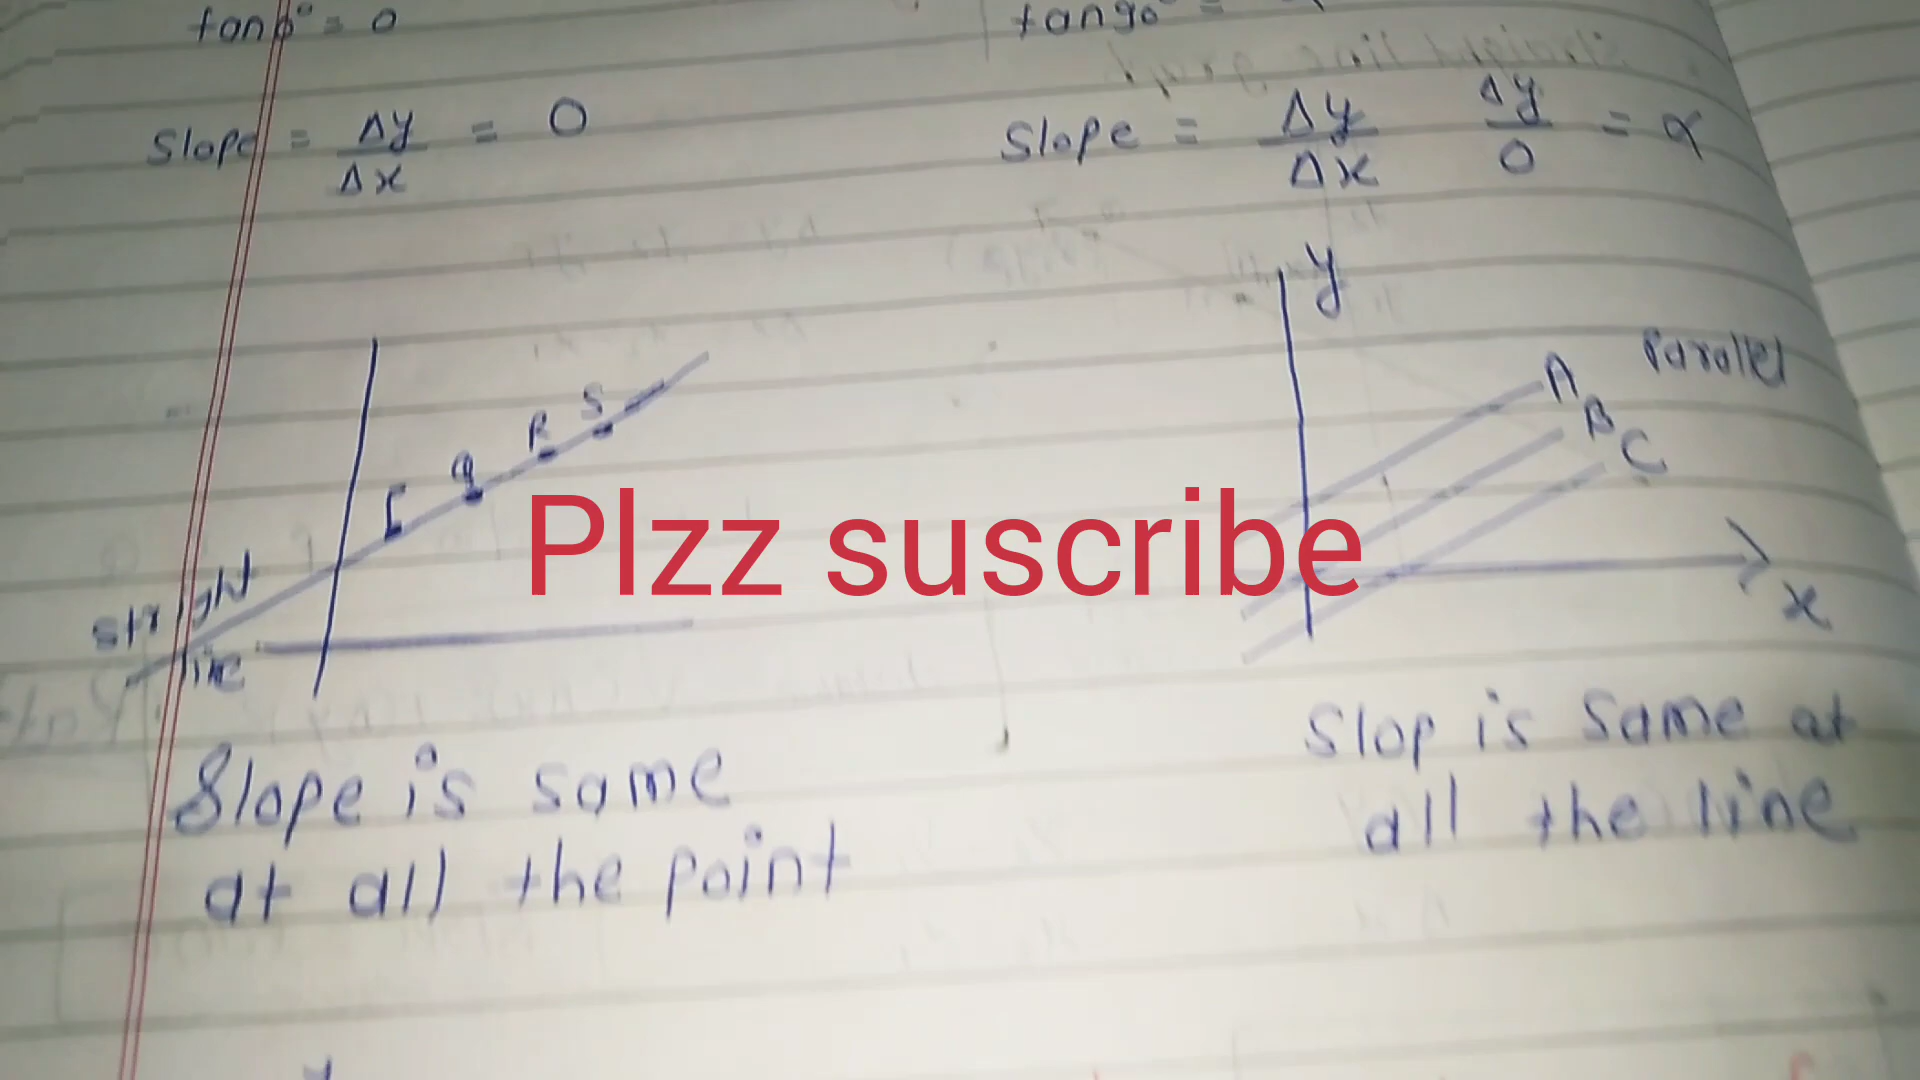 tan0° = 0
tan90° =
Slope = Δy/Δx = 0
Slope = Δy/Δx Δy/0 = ∝
y
A
Parallel
B
C
S
R
Q
Plzz suscribe
stright
line
x
Slope is same
at all the point
Slop is same at
all the line